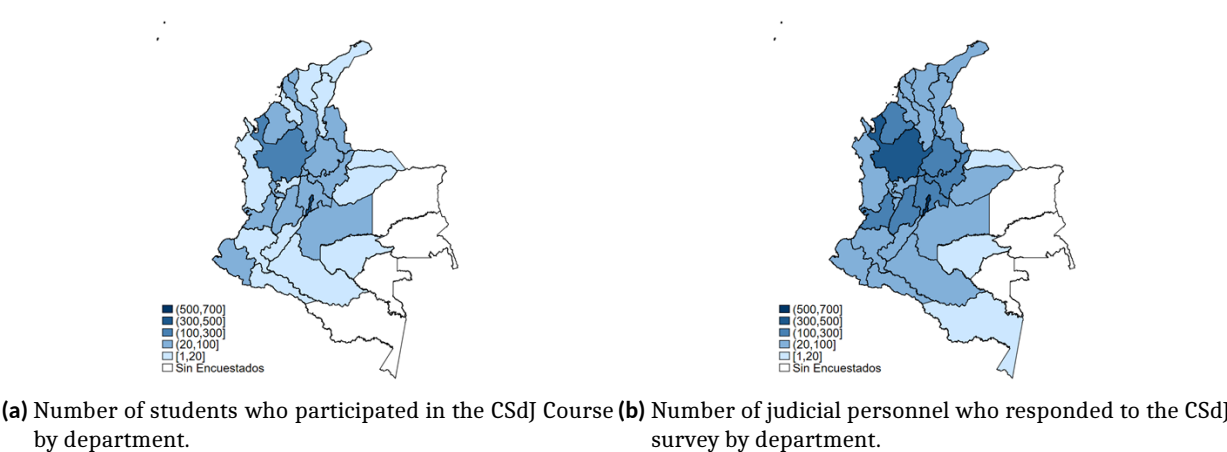 (500,700]
(300,500]
(100,300]
(20,100]
[1,20]
Sin Encuestados
(500,700]
(300,500]
(100,300]
(20,100]
[1,20]
Sin Encuestados
(a) Number of students who participated in the CSdJ Course
by department.
(b) Number of judicial personnel who responded to the CSdJ
survey by department.